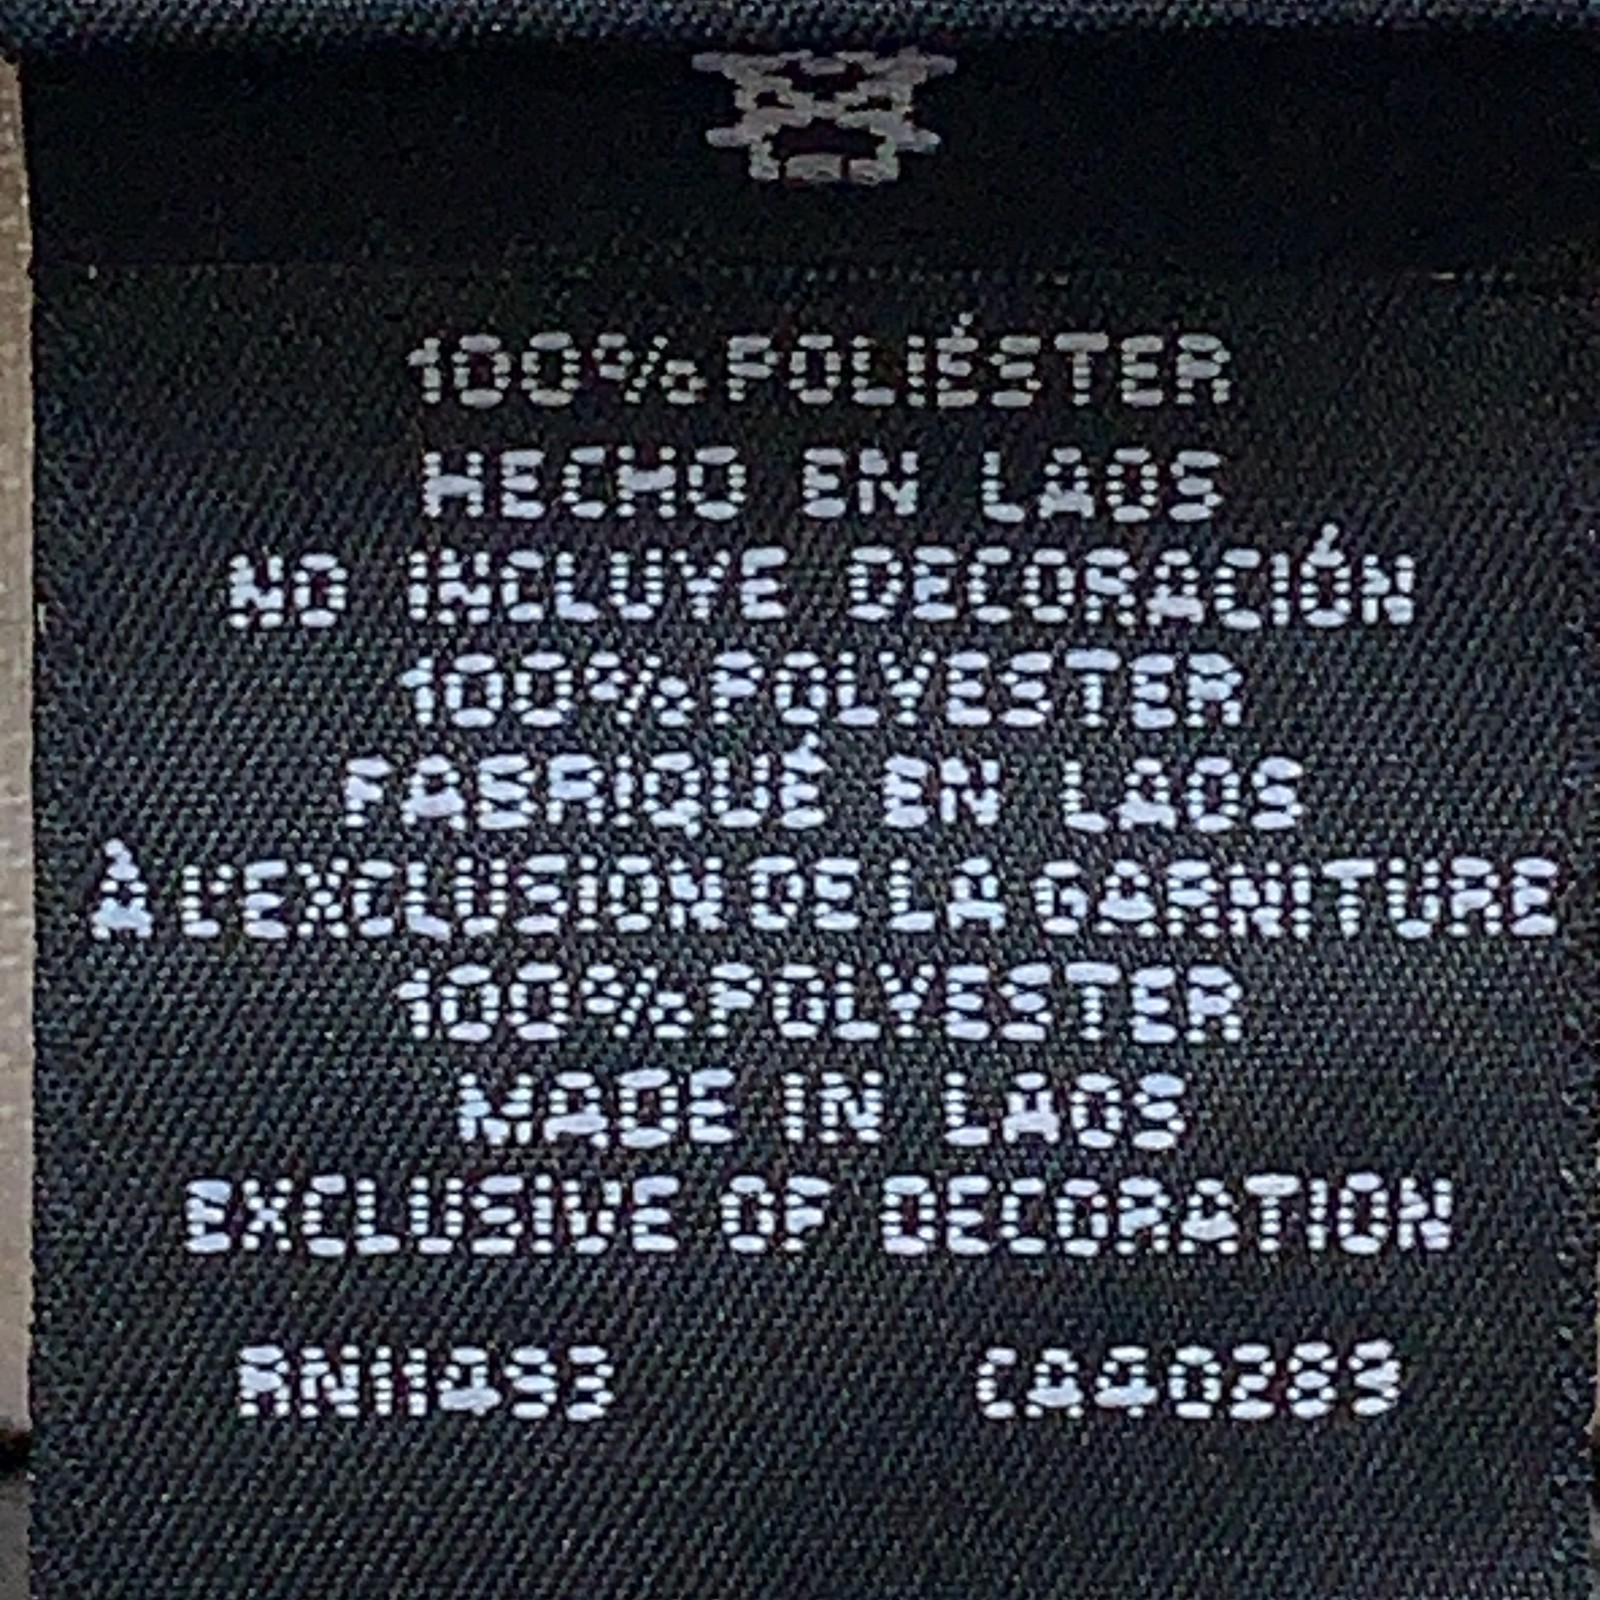 100% POLIÉSTER
HECHO EN LAOS
NO INCLUYE DECORACIÓN
100% POLYESTER
FABRIQUÉ EN LAOS
À L'EXCLUSION DE LA GARNITURE
100% POLYESTER
MADE IN LAOS
EXCLUSIVE OF DECORATION
RN11493 CA40289